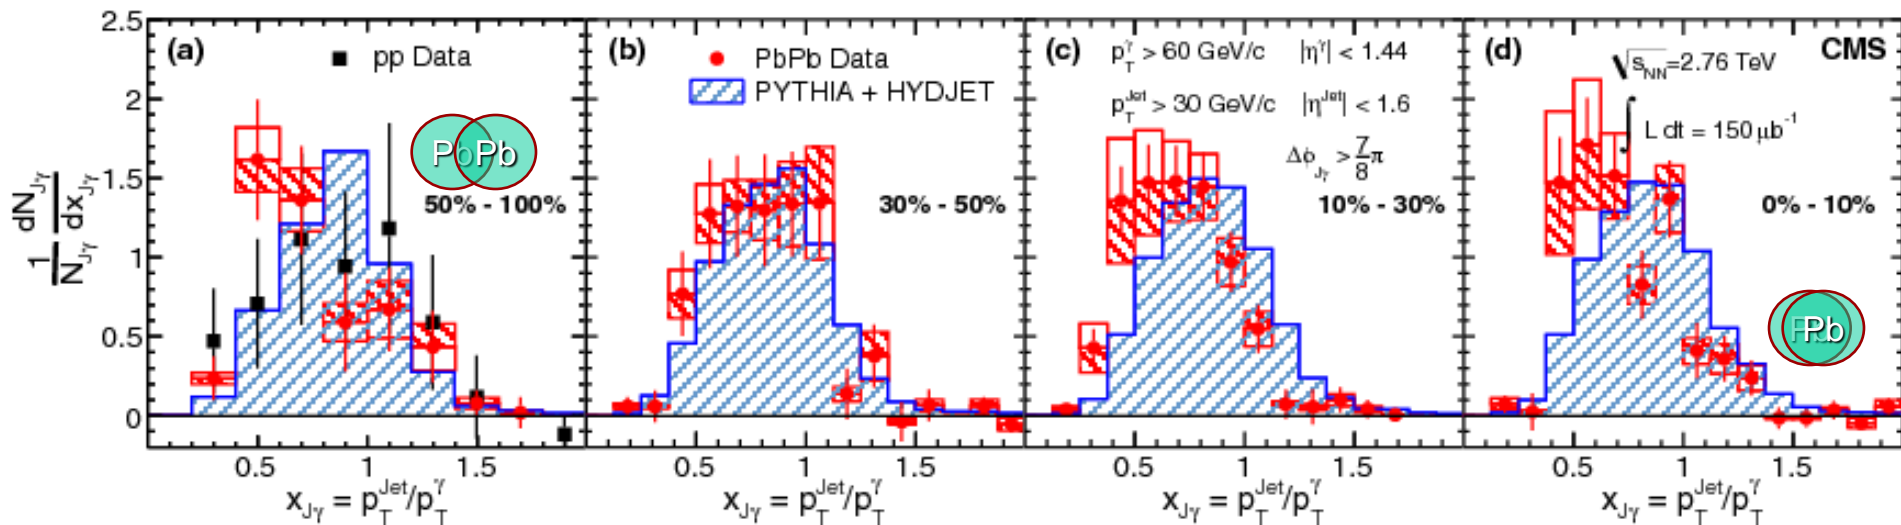 2.5
2
1.5
1
0.5
0
1/N_Jγ dN_Jγ/dx_Jγ
(a)
pp Data
PbPb
50% - 100%
0.5 1 1.5
x_Jγ = p_T^Jet/p_T^γ
(b)
PbPb Data
PYTHIA + HYDJET
30% - 50%
0.5 1 1.5
x_Jγ = p_T^Jet/p_T^γ
(c)
p_T^γ > 60 GeV/c |η^γ| < 1.44
p_T^Jet > 30 GeV/c |η^Jet| < 1.6
Δϕ_Jγ > 7/8 π
10% - 30%
0.5 1 1.5
x_Jγ = p_T^Jet/p_T^γ
(d) CMS
√s_NN=2.76 TeV
∫ L dt = 150 μb^-1
0% - 10%
Pb
0.5 1 1.5
x_Jγ = p_T^Jet/p_T^γ